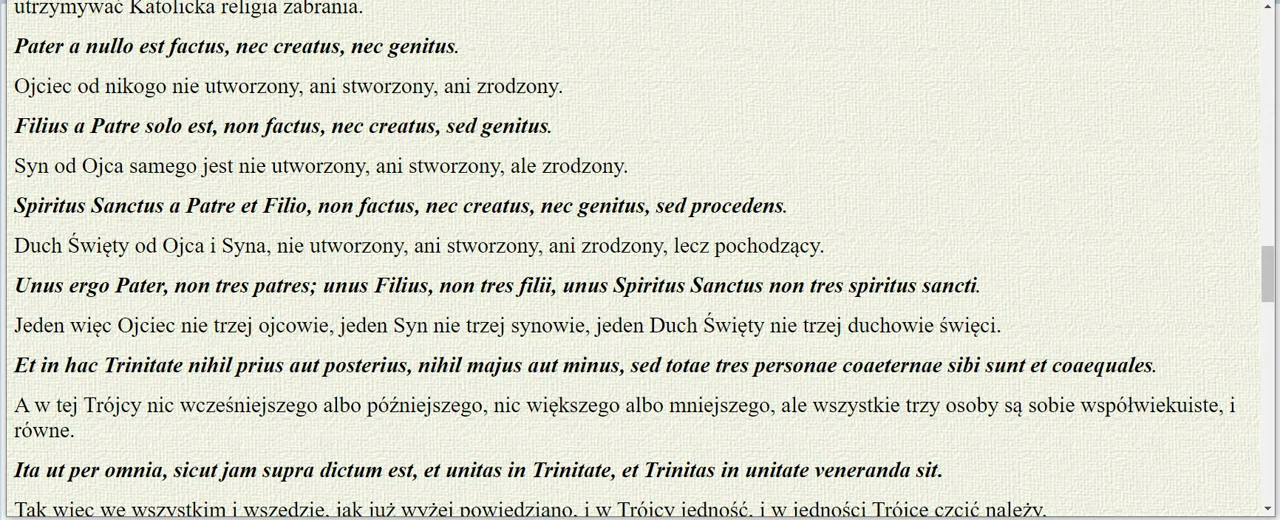 utrzymywać Katolicka religia zabrania.
Pater a nullo est factus, nec creatus, nec genitus.
Ojciec od nikogo nie utworzony, ani stworzony, ani zrodzony.
Filius a Patre solo est, non factus, nec creatus, sed genitus.
Syn od Ojca samego jest nie utworzony, ani stworzony, ale zrodzony.
Spiritus Sanctus a Patre et Filio, non factus, nec creatus, nec genitus, sed procedens.
Duch Święty od Ojca i Syna, nie utworzony, ani stworzony, ani zrodzony, lecz pochodzący.
Unus ergo Pater, non tres patres; unus Filius, non tres filii, unus Spiritus Sanctus non tres spiritus sancti.
Jeden więc Ojciec nie trzej ojcowie, jeden Syn nie trzej synowie, jeden Duch Święty nie trzej duchowie święci.
Et in hac Trinitate nihil prius aut posterius, nihil majus aut minus, sed totae tres personae coaeternae sibi sunt et coaequales.
A w tej Trójcy nic wcześniejszego albo późniejszego, nic większego albo mniejszego, ale wszystkie trzy osoby są sobie współwiekuiste, i
równe.
Ita ut per omnia, sicut jam supra dictum est, et unitas in Trinitate, et Trinitas in unitate veneranda sit.
Tak więc we wszystkim i wszędzie, jak już wyżej powiedziano, i w Trójcy jedność, i w jedności Trójcę czcić należy.